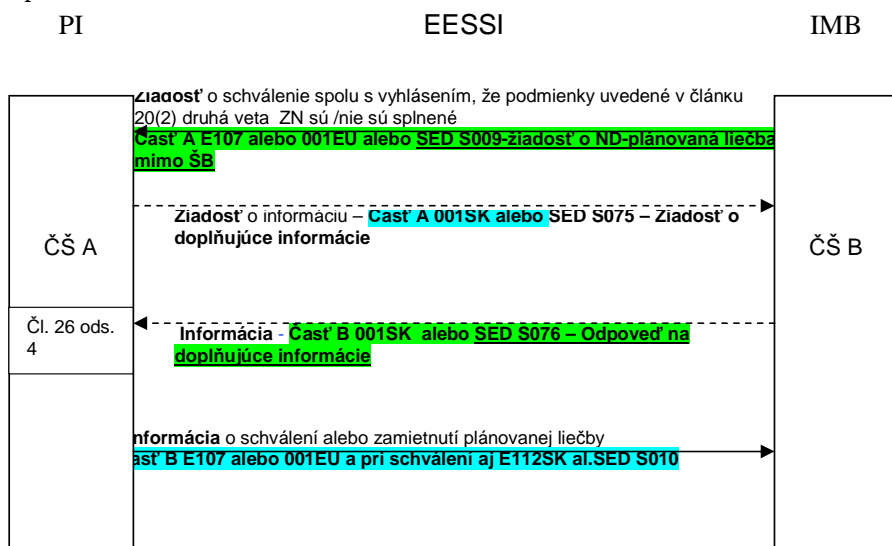 PI EESSI IMB
Žiadosť o schválenie spolu s vyhlásením, že podmienky uvedené v článku
20(2) druhá veta ZN sú /nie sú splnené
Časť A E107 alebo 001EU alebo SED S009-žiadosť o ND-plánovaná liečba
mimo ŠB
Žiadosť o informáciu – Časť A 001SK alebo SED S075 – Žiadosť o
doplňujúce informácie
ČŠ A
ČŠ B
Čl. 26 ods.
4
Informácia - Časť B 001SK alebo SED S076 – Odpoveď na
doplňujúce informácie
nformácia o schválení alebo zamietnutí plánovanej liečby
asť B E107 alebo 001EU a pri schválení aj E112SK al.SED S010